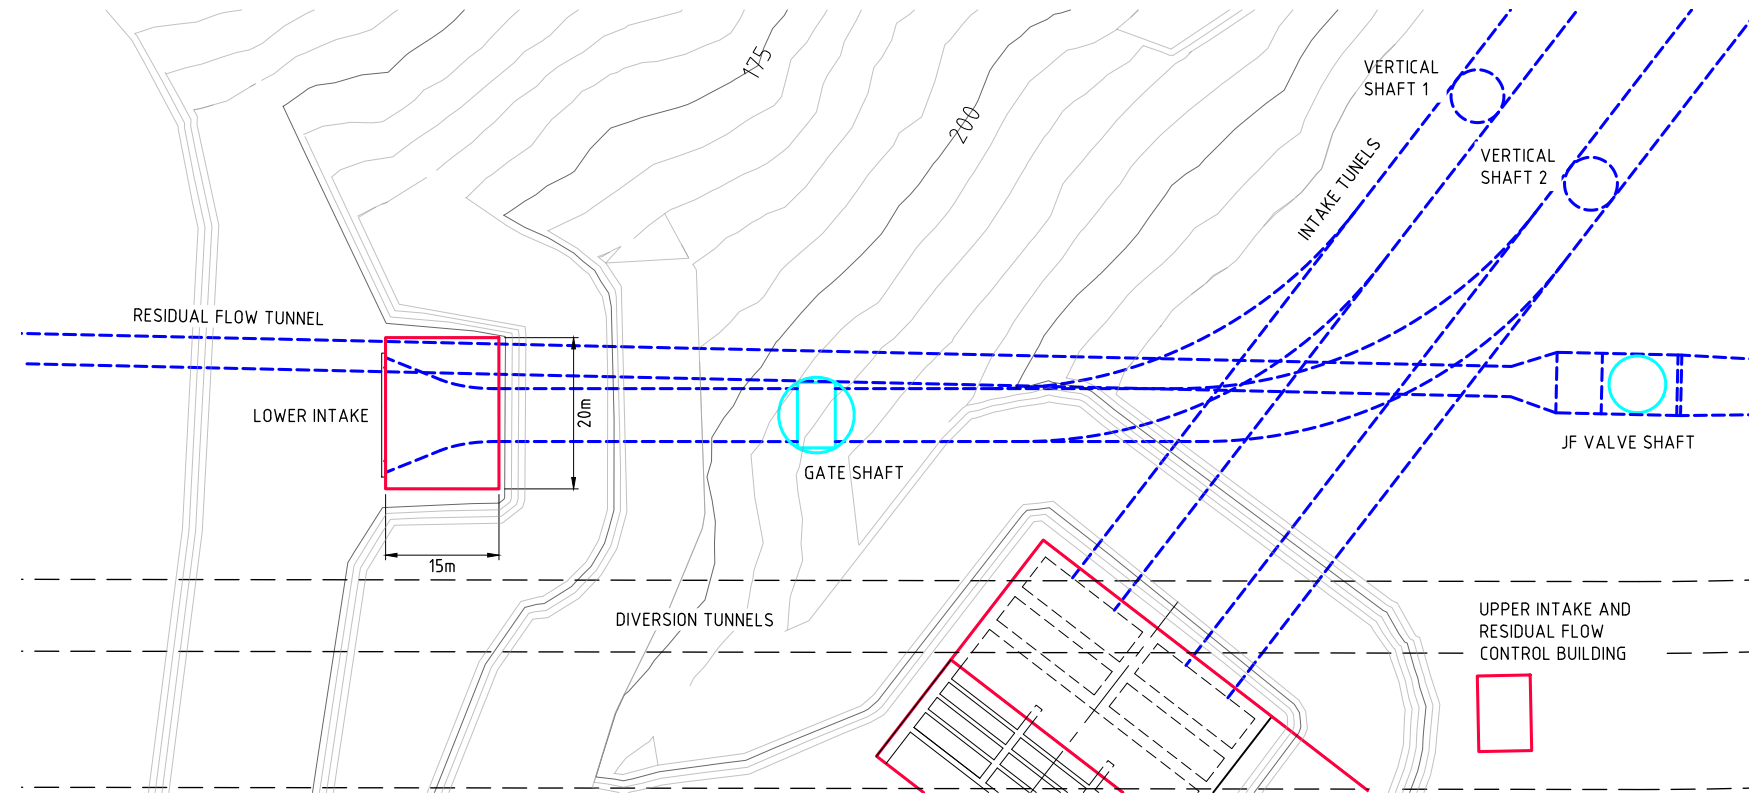 175
VERTICAL
SHAFT 1
200
VERTICAL
SHAFT 2
INTAKE TUNELS
RESIDUAL FLOW TUNNEL
LOWER INTAKE
20m
GATE SHAFT
JF VALVE SHAFT
15m
DIVERSION TUNNELS
UPPER INTAKE AND
RESIDUAL FLOW
CONTROL BUILDING